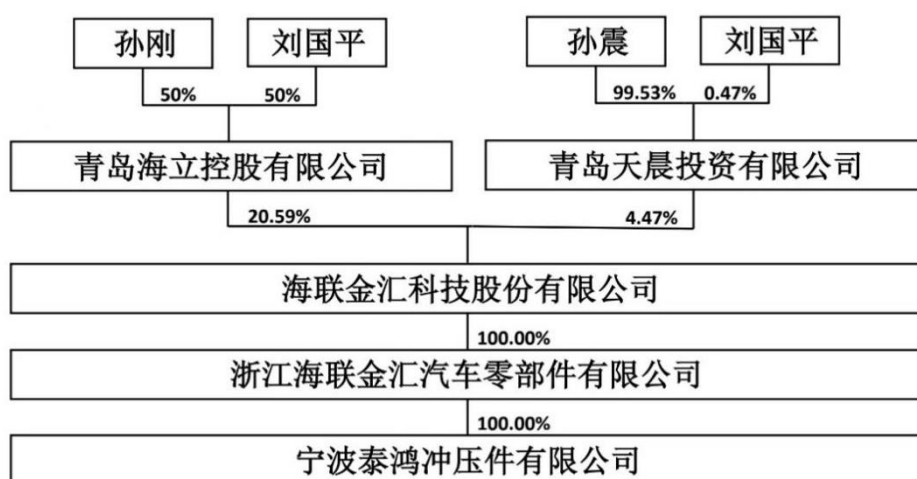 孙刚 刘国平 孙震 刘国平
50% 50% 99.53% 0.47%
青岛海立控股有限公司 青岛天晨投资有限公司
20.59% 4.47%
海联金汇科技股份有限公司
100.00%
浙江海联金汇汽车零部件有限公司
100.00%
宁波泰鸿冲压件有限公司